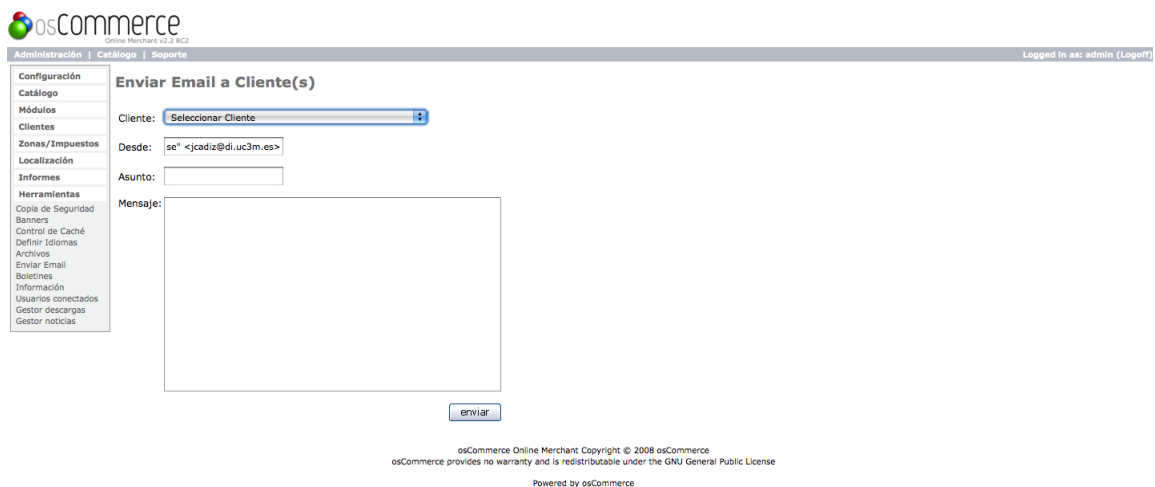 osCommerce
Online Merchant v2.2 RC2
Administración | Catálogo | Soporte
Logged in as: admin (Logoff)
Configuración
Catálogo
Módulos
Clientes
Zonas/Impuestos
Localización
Informes
Herramientas
Copia de Seguridad
Banners
Control de Caché
Definir Idiomas
Archivos
Enviar Email
Boletines
Información
Usuarios conectados
Gestor descargas
Gestor noticias
Enviar Email a Cliente(s)
Cliente: Seleccionar Cliente
Desde: se" <jcadiz@di.uc3m.es>
Asunto:
Mensaje:
enviar
osCommerce Online Merchant Copyright © 2008 osCommerce
osCommerce provides no warranty and is redistributable under the GNU General Public License
Powered by osCommerce